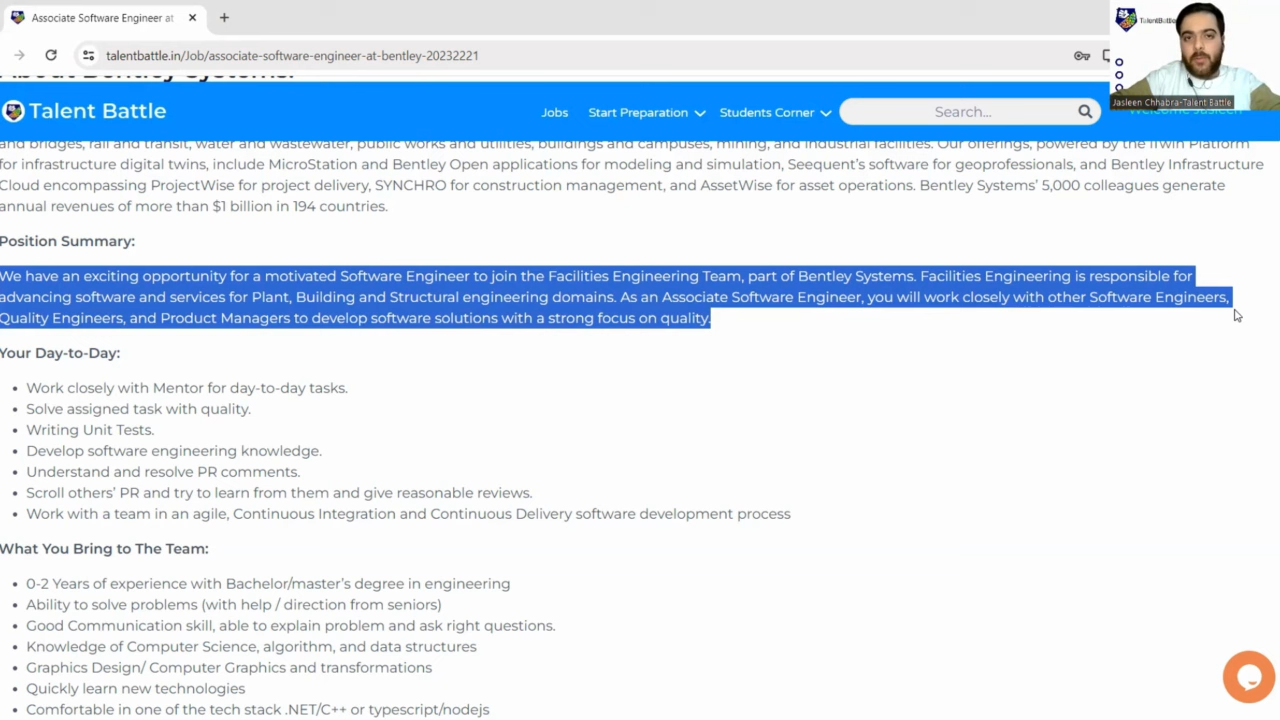 Associate Software Engineer at
talentbattle.in/Job/associate-software-engineer-at-bentley-20232221
TalentBattle
Jasleen Chhabra-Talent Battle
About Bentley Systems:
Talent Battle
Jobs
Start Preparation
Students Corner
Search...
Welcome Jasleen
and bridges, rail and transit, water and wastewater, public works and utilities, buildings and campuses, mining, and industrial facilities. Our offerings, powered by the iTwin Platform
for infrastructure digital twins, include MicroStation and Bentley Open applications for modeling and simulation, Seequent's software for geoprofessionals, and Bentley Infrastructure
Cloud encompassing ProjectWise for project delivery, SYNCHRO for construction management, and AssetWise for asset operations. Bentley Systems' 5,000 colleagues generate
annual revenues of more than $1 billion in 194 countries.
Position Summary:
We have an exciting opportunity for a motivated Software Engineer to join the Facilities Engineering Team, part of Bentley Systems. Facilities Engineering is responsible for
advancing software and services for Plant, Building and Structural engineering domains. As an Associate Software Engineer, you will work closely with other Software Engineers,
Quality Engineers, and Product Managers to develop software solutions with a strong focus on quality.
Your Day-to-Day:
• Work closely with Mentor for day-to-day tasks.
• Solve assigned task with quality.
• Writing Unit Tests.
• Develop software engineering knowledge.
• Understand and resolve PR comments.
• Scroll others' PR and try to learn from them and give reasonable reviews.
• Work with a team in an agile, Continuous Integration and Continuous Delivery software development process
What You Bring to The Team:
• 0-2 Years of experience with Bachelor/master's degree in engineering
• Ability to solve problems (with help / direction from seniors)
• Good Communication skill, able to explain problem and ask right questions.
• Knowledge of Computer Science, algorithm, and data structures
• Graphics Design/ Computer Graphics and transformations
• Quickly learn new technologies
• Comfortable in one of the tech stack .NET/C++ or typescript/nodejs